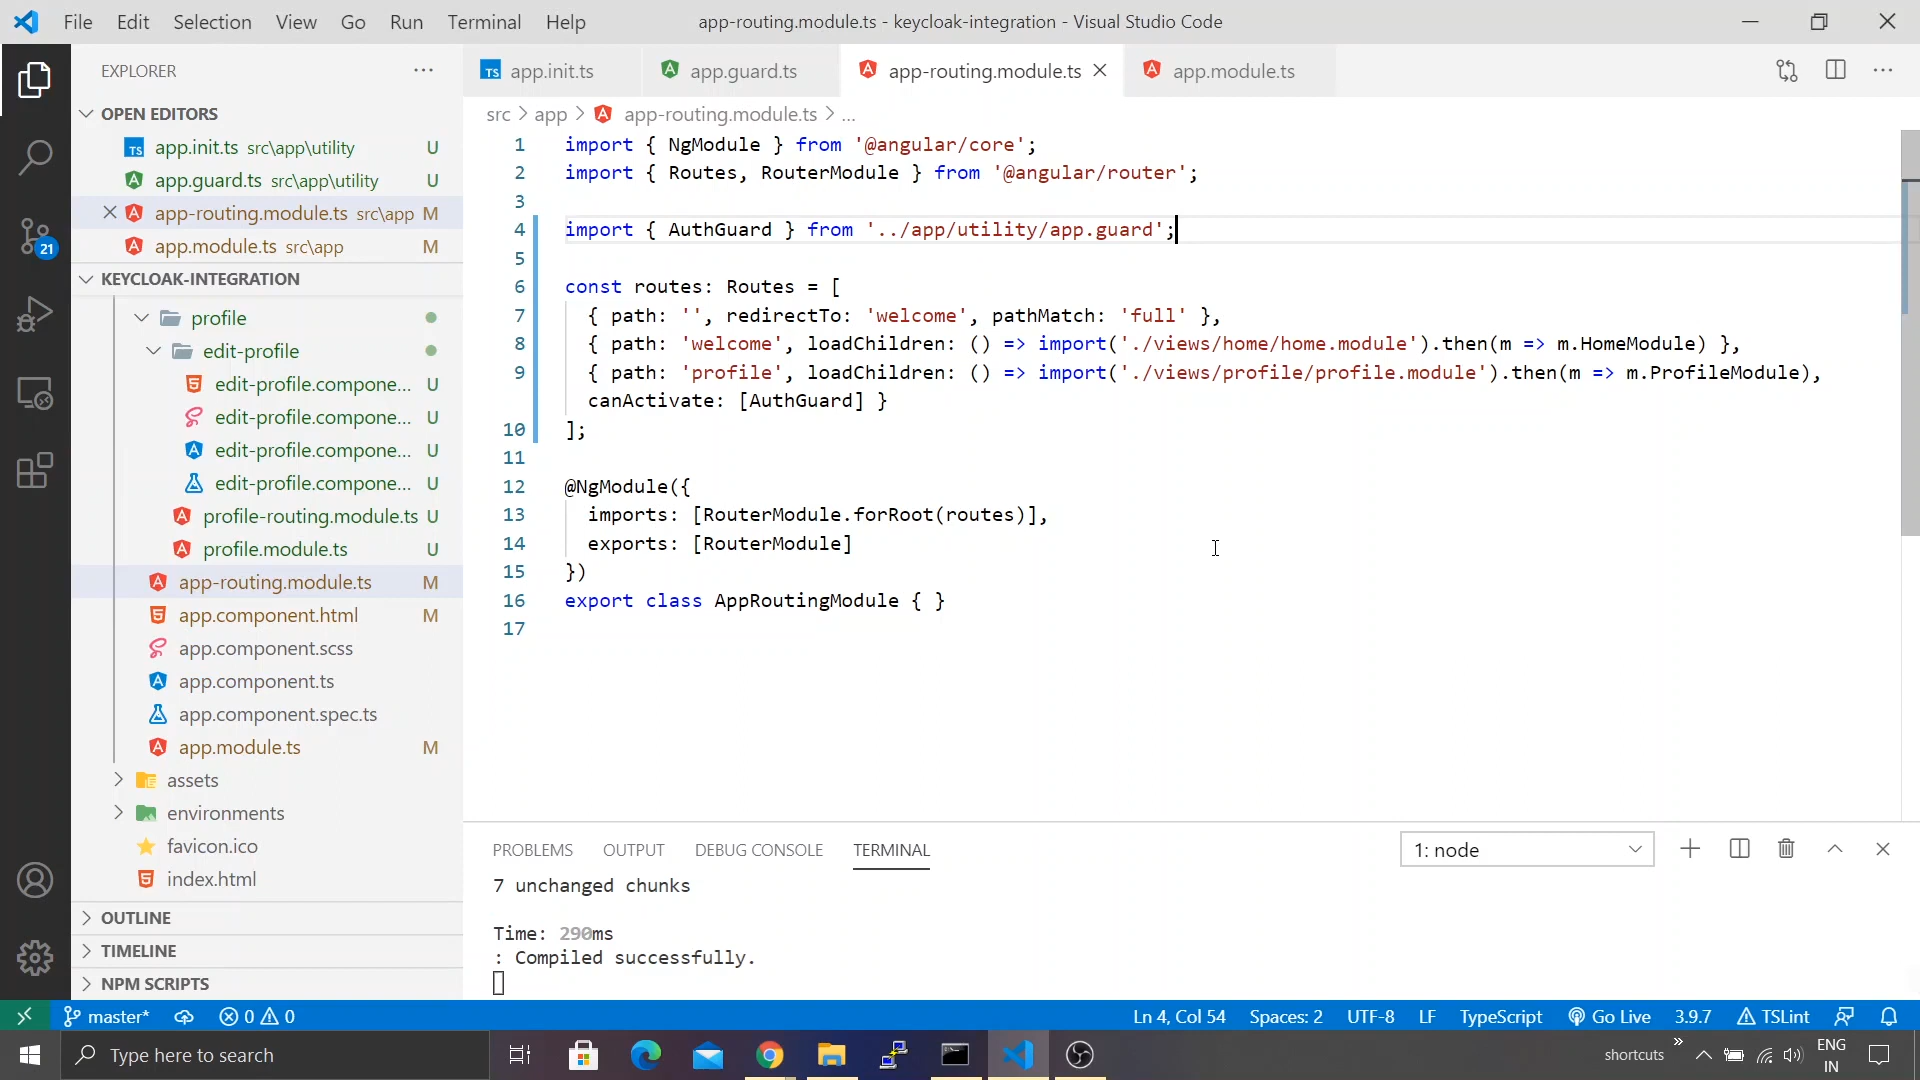 File Edit Selection View Go Run Terminal Help
app-routing.module.ts - keycloak-integration - Visual Studio Code
EXPLORER
OPEN EDITORS
TS app.init.ts src\app\utility U
app.guard.ts src\app\utility U
app-routing.module.ts src\app M
app.module.ts src\app M
KEYCLOAK-INTEGRATION
profile
edit-profile
edit-profile.compone... U
edit-profile.compone... U
edit-profile.compone... U
edit-profile.compone... U
profile-routing.module.ts U
profile.module.ts U
app-routing.module.ts M
app.component.html M
app.component.scss
app.component.ts
app.component.spec.ts
app.module.ts M
assets
environments
favicon.ico
index.html
OUTLINE
TIMELINE
NPM SCRIPTS
21
TS app.init.ts app.guard.ts app-routing.module.ts app.module.ts
src > app > app-routing.module.ts > ...
1 import { NgModule } from '@angular/core';
2 import { Routes, RouterModule } from '@angular/router';
3
4 import { AuthGuard } from '../app/utility/app.guard';
5
6 const routes: Routes = [
7 { path: '', redirectTo: 'welcome', pathMatch: 'full' },
8 { path: 'welcome', loadChildren: () => import('./views/home/home.module').then(m => m.HomeModule) },
9 { path: 'profile', loadChildren: () => import('./views/profile/profile.module').then(m => m.ProfileModule),
canActivate: [AuthGuard] }
10 ];
11
12 @NgModule({
13 imports: [RouterModule.forRoot(routes)],
14 exports: [RouterModule]
15 })
16 export class AppRoutingModule { }
17
PROBLEMS OUTPUT DEBUG CONSOLE TERMINAL 1: node
7 unchanged chunks
Time: 290ms
: Compiled successfully.
master* 0 0 Ln 4, Col 54 Spaces: 2 UTF-8 LF TypeScript Go Live 3.9.7 TSLint
Type here to search shortcuts » ENG
IN